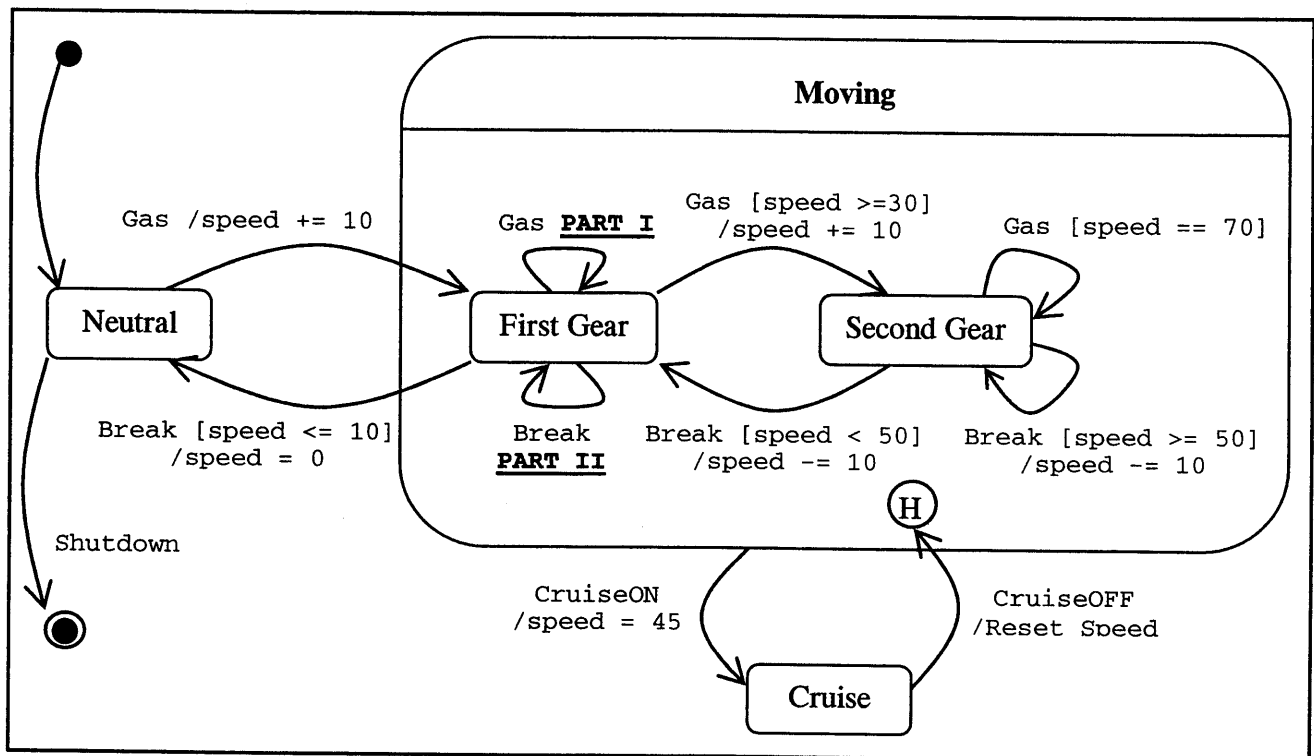 Moving
Gas /speed += 10
Gas PART I
Gas [speed >=30]
/speed += 10
Gas [speed == 70]
Neutral
First Gear
Second Gear
Break [speed <= 10]
/speed = 0
Break
PART II
Break [speed < 50]
/speed -= 10
Break [speed >= 50]
/speed -= 10
H
Shutdown
CruiseON
/speed = 45
CruiseOFF
/Reset Speed
Cruise